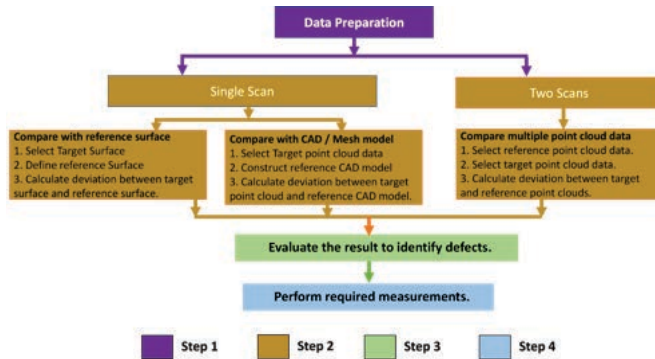 Data Preparation
Single Scan
Two Scans
Compare with reference surface
1. Select Target Surface
2. Define reference Surface
3. Calculate deviation between target
surface and reference surface.
Compare with CAD / Mesh model
1. Select Target point cloud data
2. Construct reference CAD model
3. Calculate deviation between target
point cloud and reference CAD model.
Compare multiple point cloud data
1. Select reference point cloud data.
2. Select target point cloud data.
3. Calculate deviation between target
and reference point clouds.
Evaluate the result to identify defects.
Perform required measurements.
Step 1
Step 2
Step 3
Step 4